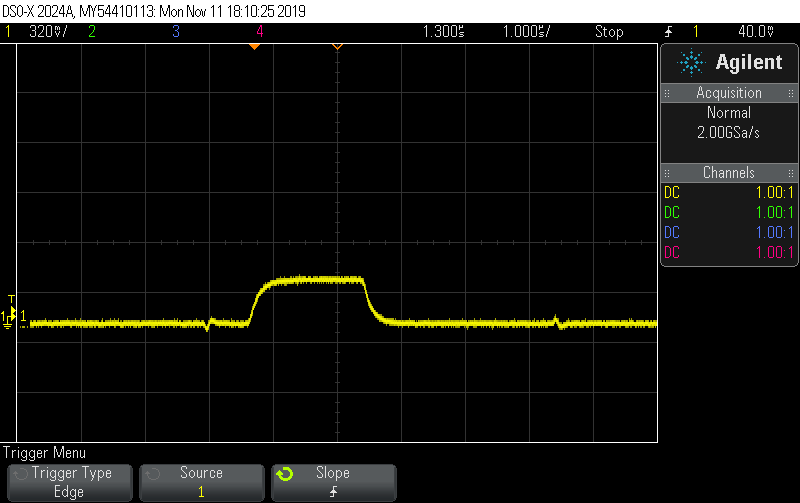 DSO-X 2024A, MY54410113: Mon Nov 11 18:10:25 2019
1 320mV/ 2 3 4 1.300s 1.000s/ Stop 1 40.0mV
Agilent
Acquisition
Normal
2.00GSa/s
Channels
DC 1.00:1
DC 1.00:1
DC 1.00:1
DC 1.00:1
T
1 1
Trigger Menu
Trigger Type
Edge
Source
1
Slope